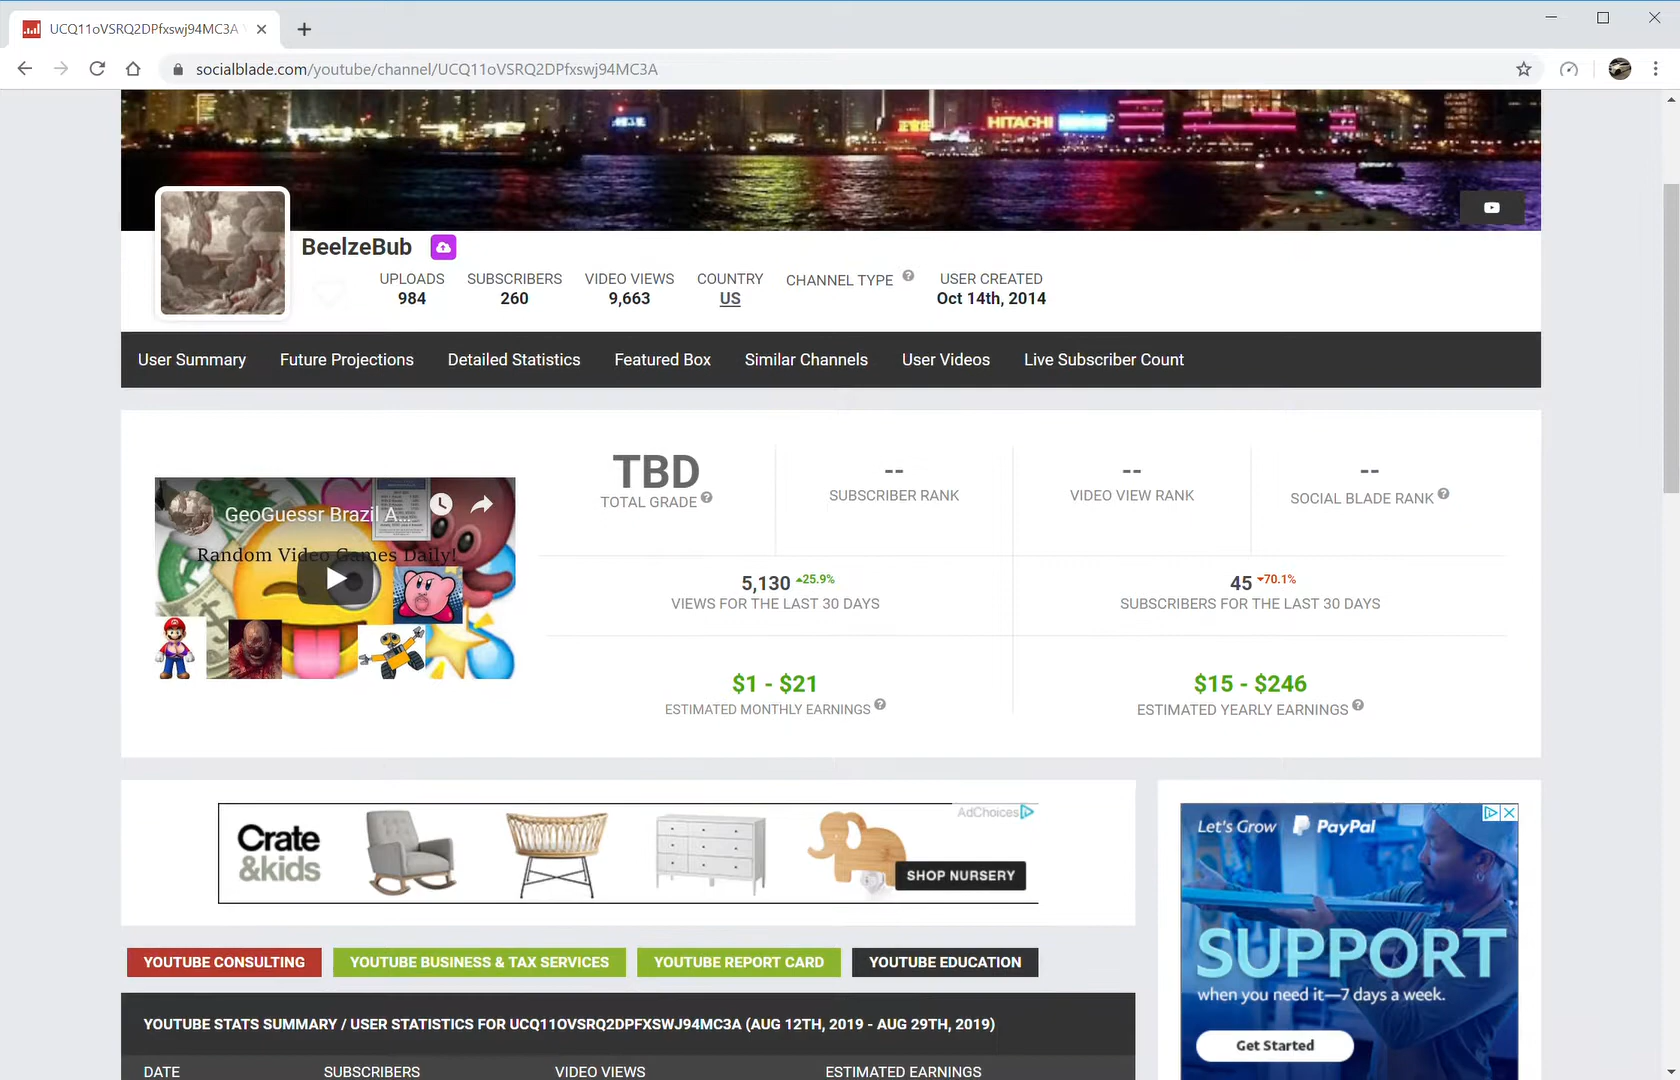 UCQ11oVSRQ2DPfxswj94MC3A
socialblade.com/youtube/channel/UCQ11oVSRQ2DPfxswj94MC3A
HITACHI
BeelzeBub
UPLOADS
984
SUBSCRIBERS
260
VIDEO VIEWS
9,663
COUNTRY
US
CHANNEL TYPE
USER CREATED
Oct 14th, 2014
User Summary
Future Projections
Detailed Statistics
Featured Box
Similar Channels
User Videos
Live Subscriber Count
GeoGuessr Brazil A...
Random Video Games Daily!
TBD
TOTAL GRADE
--
SUBSCRIBER RANK
--
VIDEO VIEW RANK
--
SOCIAL BLADE RANK
5,130 25.9%
VIEWS FOR THE LAST 30 DAYS
45 70.1%
SUBSCRIBERS FOR THE LAST 30 DAYS
$1 - $21
ESTIMATED MONTHLY EARNINGS
$15 - $246
ESTIMATED YEARLY EARNINGS
Crate
&kids
AdChoices
SHOP NURSERY
Let's Grow PayPal
SUPPORT
when you need it—7 days a week.
Get Started
YOUTUBE CONSULTING
YOUTUBE BUSINESS & TAX SERVICES
YOUTUBE REPORT CARD
YOUTUBE EDUCATION
YOUTUBE STATS SUMMARY / USER STATISTICS FOR UCQ11OVSRQ2DPFXSWJ94MC3A (AUG 12TH, 2019 - AUG 29TH, 2019)
DATE
SUBSCRIBERS
VIDEO VIEWS
ESTIMATED EARNINGS